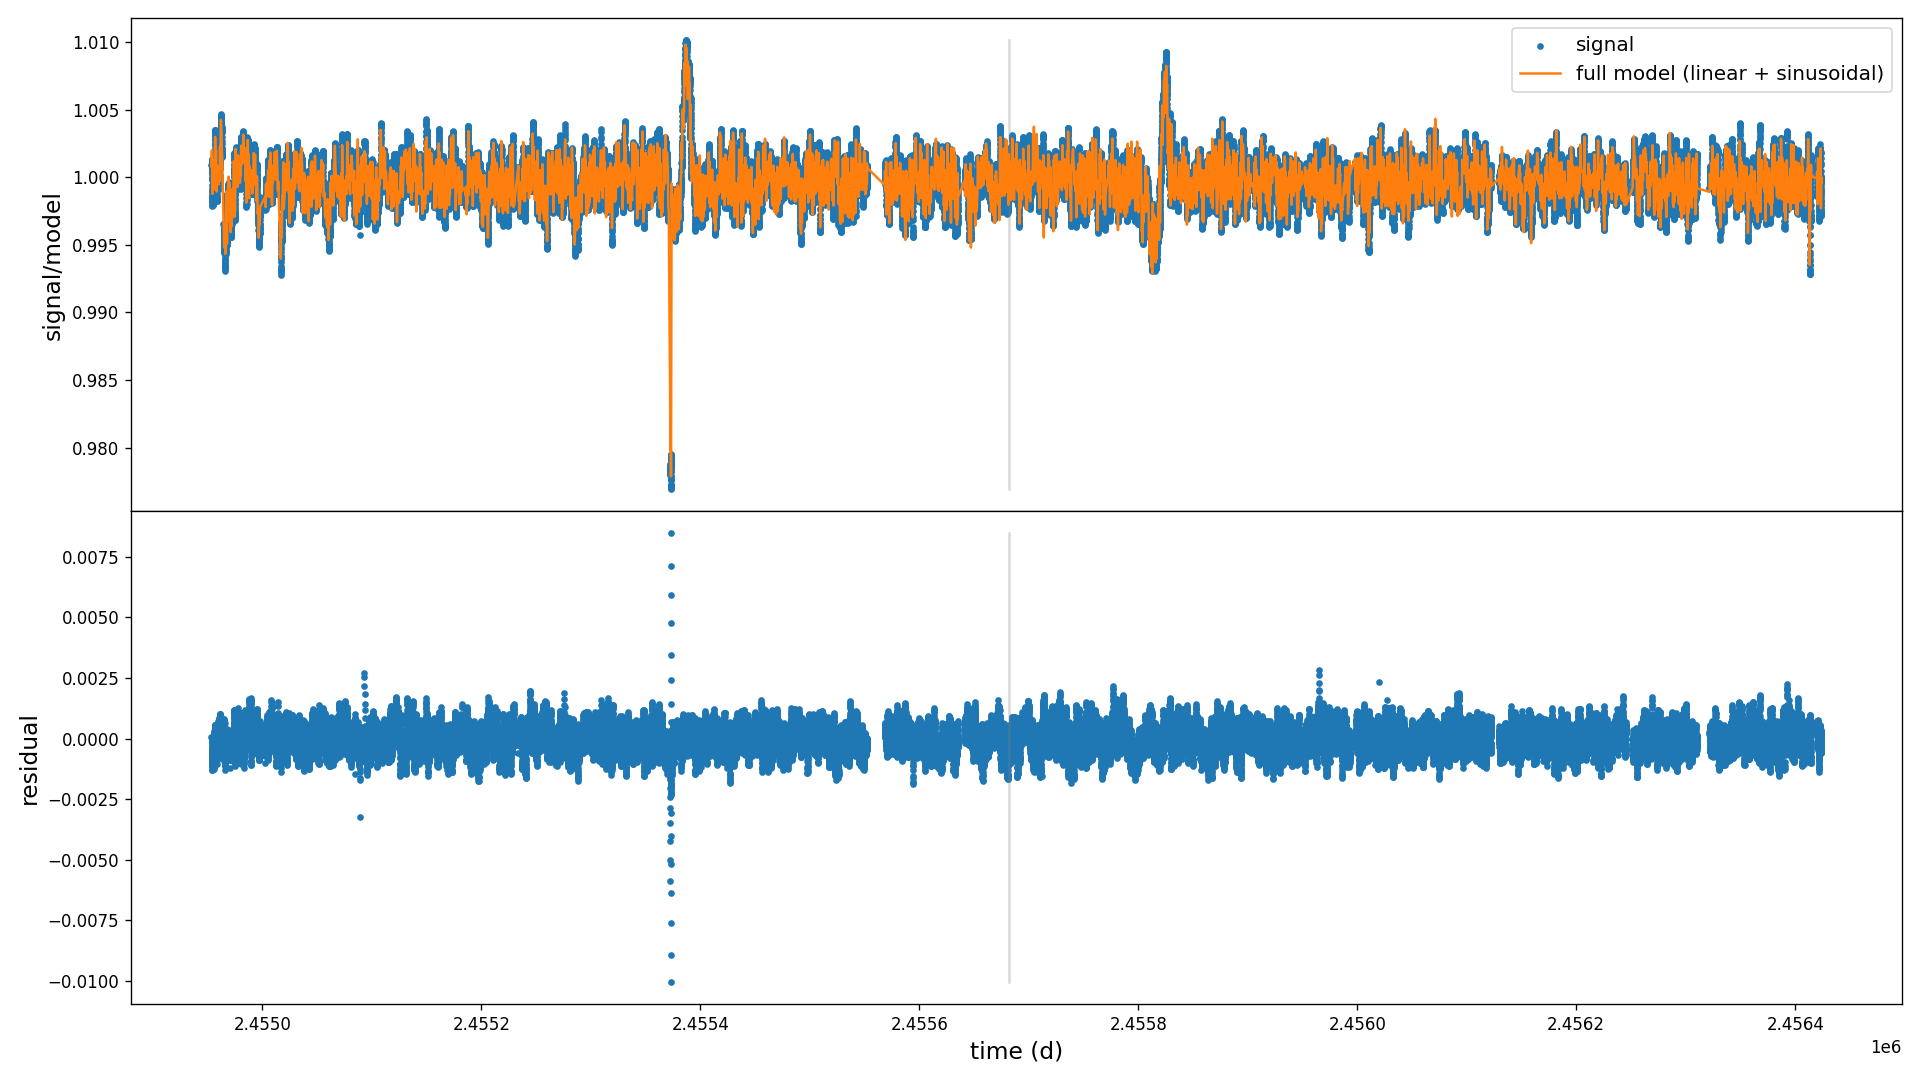 signal
full model (linear + sinusoidal)
signal/model
1.010
1.005
1.000
0.995
0.990
0.985
0.980
residual
0.0075
0.0050
0.0025
0.0000
−0.0025
−0.0050
−0.0075
−0.0100
2.4550 2.4552 2.4554 2.4556 2.4558 2.4560 2.4562 2.4564
time (d)
1e6